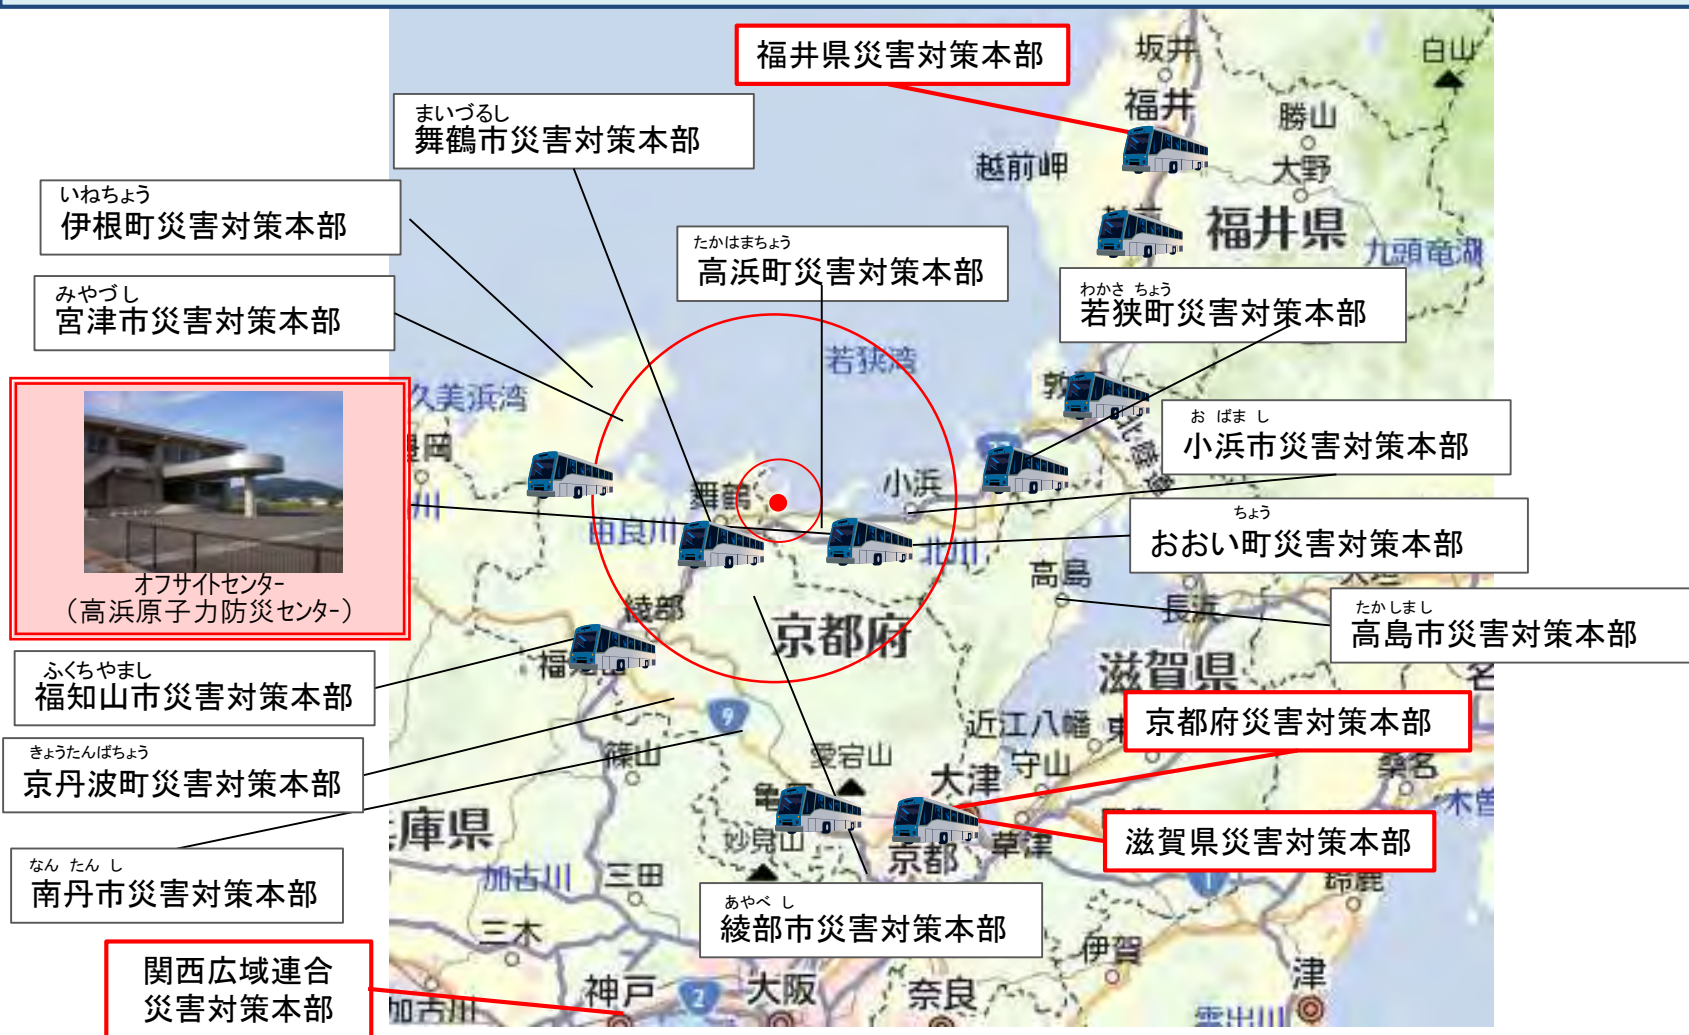 福井県災害対策本部
坂井
白山
福井
勝山
まいづるし
舞鶴市災害対策本部
越前岬
大野
いねちょう
伊根町災害対策本部
福井県
九頭竜湖
たかはまちょう
高浜町災害対策本部
みやづし
宮津市災害対策本部
わかさ ちょう
若狭町災害対策本部
若狭湾
久美浜湾
お ばま し
小浜市災害対策本部
北陸
小浜
舞鶴
由良川
北川
ちょう
おおい町災害対策本部
オフサイトセンター
(高浜原子力防災センター)
高島
長浜
たかしまし
高島市災害対策本部
綾部
京都府
滋賀県
ふくちやまし
福知山市災害対策本部
9
近江八幡
京都府災害対策本部
きょうたんばちょう
京丹波町災害対策本部
篠山
愛宕山
大津
守山
桑名
木曽
庫県
妙見山
京都
草津
滋賀県災害対策本部
なん たん し
南丹市災害対策本部
加古川
三田
1
鈴鹿
あやべ し
綾部市災害対策本部
三木
伊賀
関西広域連合
災害対策本部
加古川
神戸
2
大阪
奈良
津
雲出川